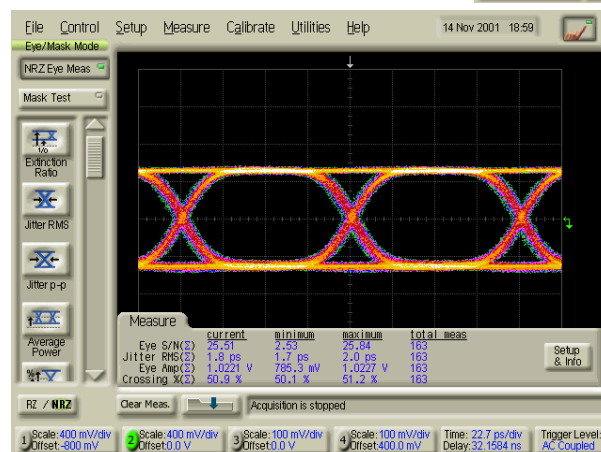 File Control Setup Measure Calibrate Utilities Help 14 Nov 2001 18:59
Eye/Mask Mode
NRZ Eye Meas
Mask Test
1/0
Extinction
Ratio
Jitter RMS
Jitter p-p
Average
Power
Measure
current minimum maximum total meas
Eye S/N(Σ) 25.51 2.53 25.84 163
Jitter RMS(Σ) 1.8 ps 1.7 ps 2.0 ps 163
Eye Amp(Σ) 1.0221 V 785.3 mV 1.0227 V 163
Crossing %(Σ) 50.9 % 50.1 % 51.2 % 163
Setup
& Info
RZ / NRZ
Clear Meas.
Acquisition is stopped
1 Scale:400 mV/div
Offset:-800 mV
2 Scale:400 mV/div
Offset:0.0 V
3 Scale:100 mV/div
Offset:0.0 V
4 Scale:100 mV/div
Offset:400.0 mV
Time: 22.7 ps/div
Delay:32.1584 ns
Trigger Level:
AC Coupled